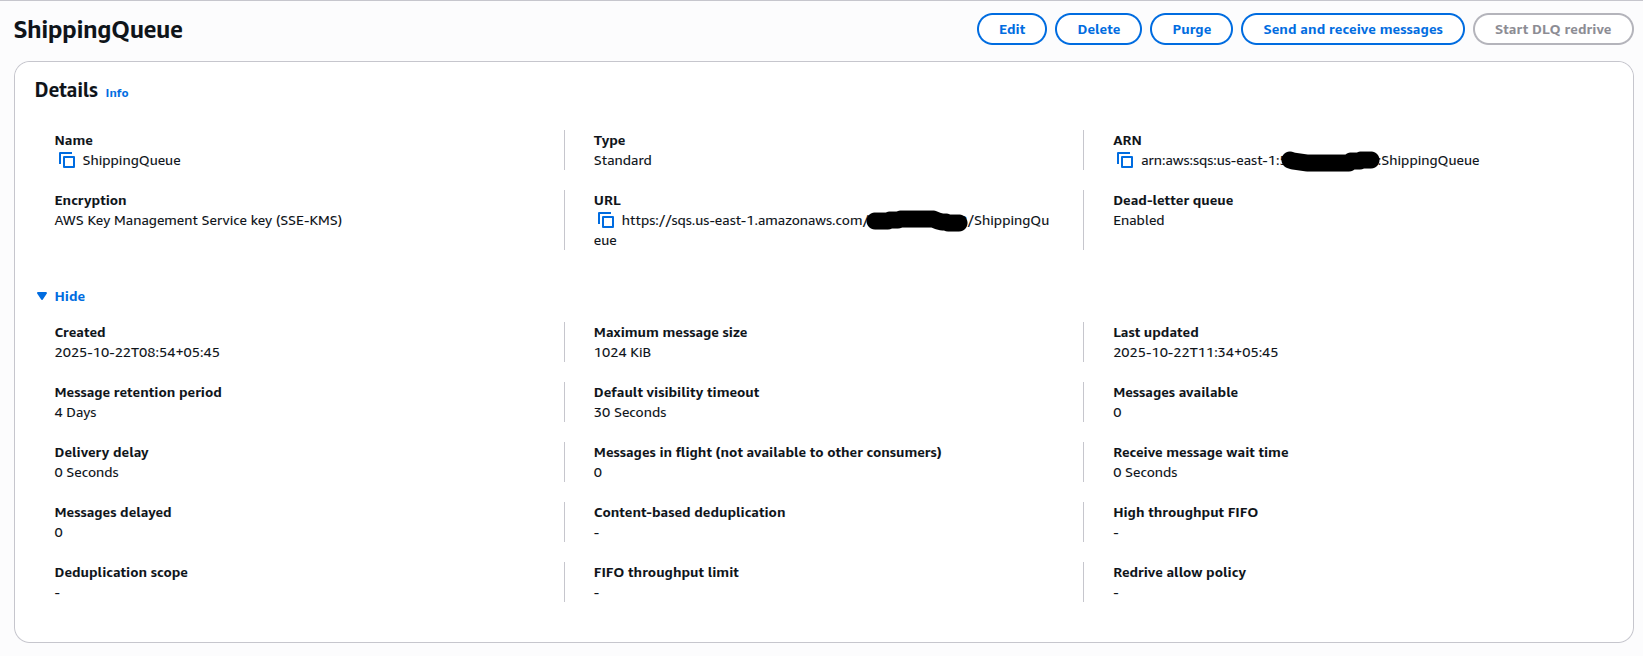 ShippingQueue
Edit
Delete
Purge
Send and receive messages
Start DLQ redrive
Details Info
Name
ShippingQueue
Type
Standard
ARN
arn:aws:sqs:us-east-1: :ShippingQueue
Encryption
AWS Key Management Service key (SSE-KMS)
URL
https://sqs.us-east-1.amazonaws.com/ /ShippingQu
eue
Dead-letter queue
Enabled
Hide
Created
2025-10-22T08:54+05:45
Maximum message size
1024 KiB
Last updated
2025-10-22T11:34+05:45
Message retention period
4 Days
Default visibility timeout
30 Seconds
Messages available
0
Delivery delay
0 Seconds
Messages in flight (not available to other consumers)
0
Receive message wait time
0 Seconds
Messages delayed
0
Content-based deduplication
-
High throughput FIFO
-
Deduplication scope
-
FIFO throughput limit
-
Redrive allow policy
-